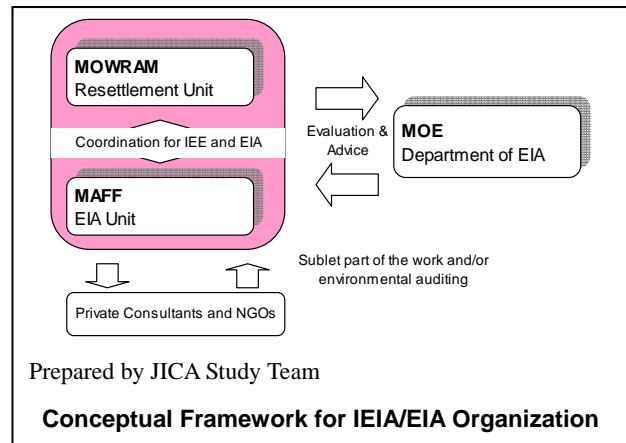 MOWRAM
Resettlement Unit
Coordination for IEE and EIA
MAFF
EIA Unit
Evaluation &
Advice
MOE
Department of EIA
Sublet part of the work and/or
environmental auditing
Private Consultants and NGOs
Prepared by JICA Study Team
Conceptual Framework for IEIA/EIA Organization